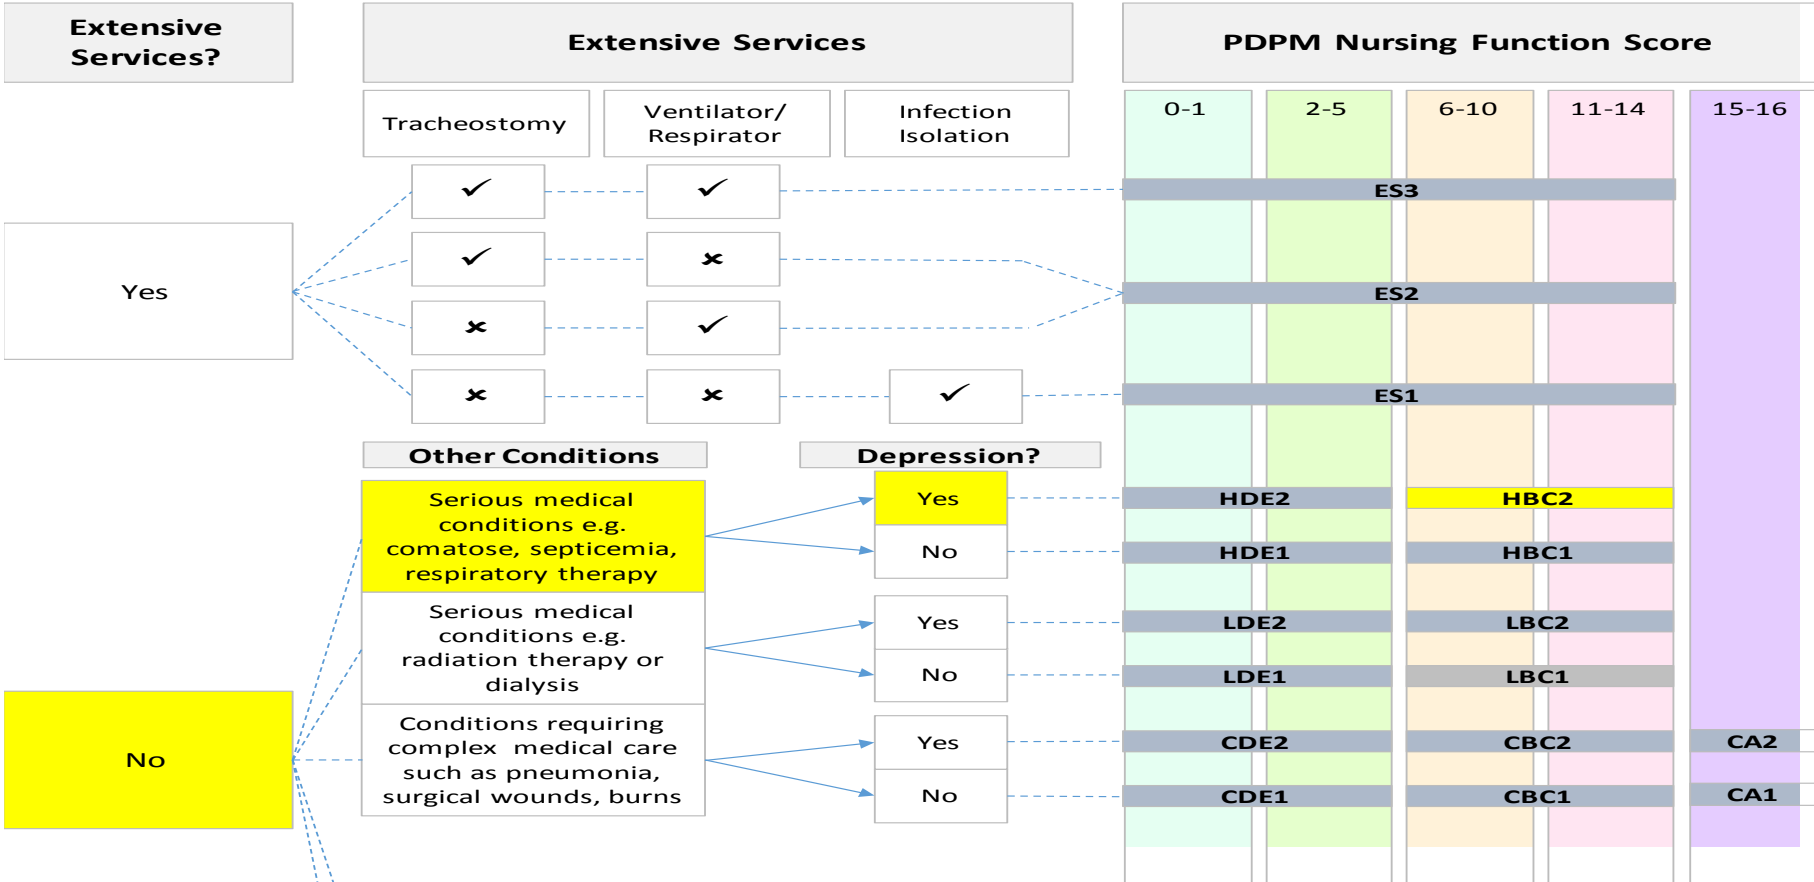 Extensive
Services?
Extensive Services
PDPM Nursing Function Score
Tracheostomy
Ventilator/
Respirator
Infection
Isolation
0-1
2-5
6-10
11-14
15-16
✓
✓
ES3
Yes
✓
×
ES2
×
✓
×
×
✓
ES1
Other Conditions
Depression?
Serious medical
conditions e.g.
comatose, septicemia,
respiratory therapy
Yes
HDE2
HBC2
No
HDE1
HBC1
Serious medical
conditions e.g.
radiation therapy or
dialysis
Yes
LDE2
LBC2
No
LDE1
LBC1
No
Conditions requiring
complex medical care
such as pneumonia,
surgical wounds, burns
Yes
CDE2
CBC2
CA2
No
CDE1
CBC1
CA1